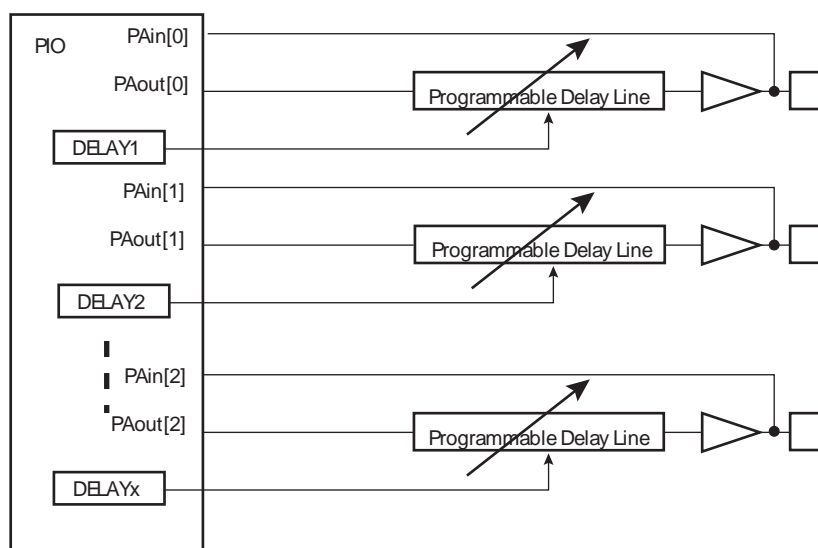 PIO
PAin[0]
PAout[0]
Programmable Delay Line
DELAY1
PAin[1]
PAout[1]
Programmable Delay Line
DELAY2
PAin[2]
PAout[2]
Programmable Delay Line
DELAYx